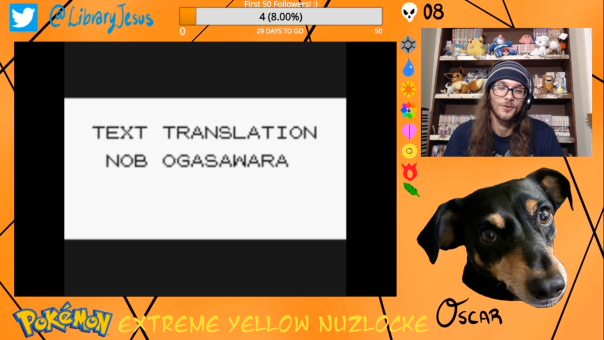 @LibraryJesus
First 50 Followers! :)
4 (8.00%)
0
29 DAYS TO GO
50
08
TEXT TRANSLATION
NOB OGASAWARA
POKéMON
EXTREME YELLOW NUZLOCKE
OSCAR